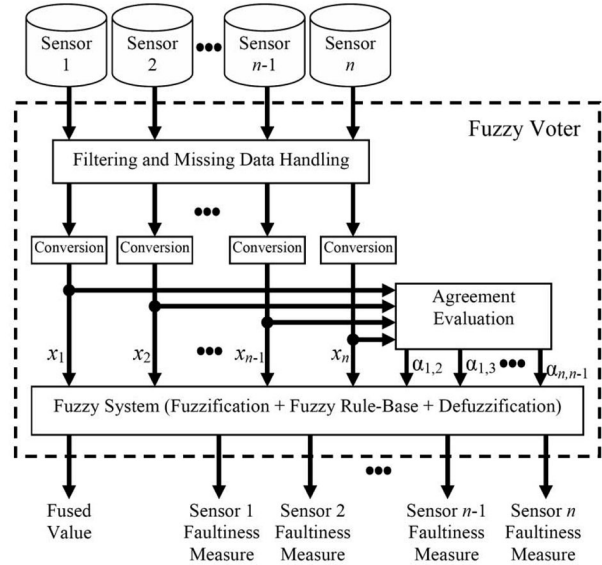 Sensor 1
Sensor 2
Sensor n-1
Sensor n
Fuzzy Voter
Filtering and Missing Data Handling
Conversion
Conversion
Conversion
Conversion
Agreement
Evaluation
x1
x2
xn-1
xn
α1,2
α1,3
αn,n-1
Fuzzy System (Fuzzification + Fuzzy Rule-Base + Defuzzification)
Fused
Value
Sensor 1
Faultiness
Measure
Sensor 2
Faultiness
Measure
Sensor n-1
Faultiness
Measure
Sensor n
Faultiness
Measure